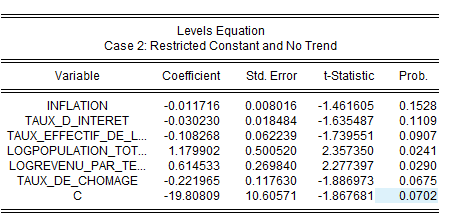 Levels Equation
Case 2: Restricted Constant and No Trend
Variable Coefficient Std. Error t-Statistic Prob.
INFLATION -0.011716 0.008016 -1.461605 0.1528
TAUX_D_INTERET -0.030230 0.018484 -1.635487 0.1109
TAUX_EFFECTIF_DE_L... -0.108268 0.062239 -1.739551 0.0907
LOGPOPULATION_TOT... 1.179902 0.500520 2.357350 0.0241
LOGREVENU_PAR_TE... 0.614533 0.269840 2.277397 0.0290
TAUX_DE_CHOMAGE -0.221965 0.117630 -1.886973 0.0675
C -19.80809 10.60571 -1.867681 0.0702